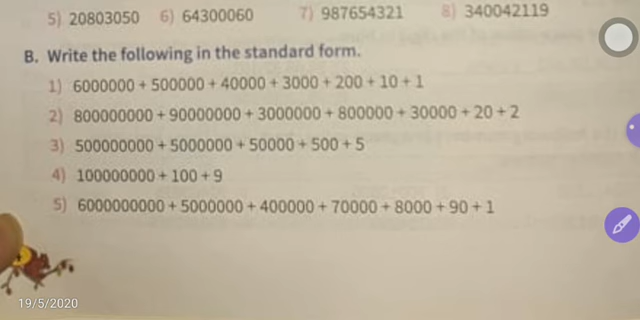 5) 20803050 6) 64300060 7) 987654321 8) 340042119
B. Write the following in the standard form.
1) 6000000 + 500000 + 40000 + 3000 + 200 + 10 + 1
2) 800000000 + 90000000 + 3000000 + 800000 + 30000 + 20 + 2
3) 500000000 + 5000000 + 50000 + 500 + 5
4) 100000000 + 100 + 9
5) 6000000000 + 5000000 + 400000 + 70000 + 8000 + 90 + 1
19/5/2020